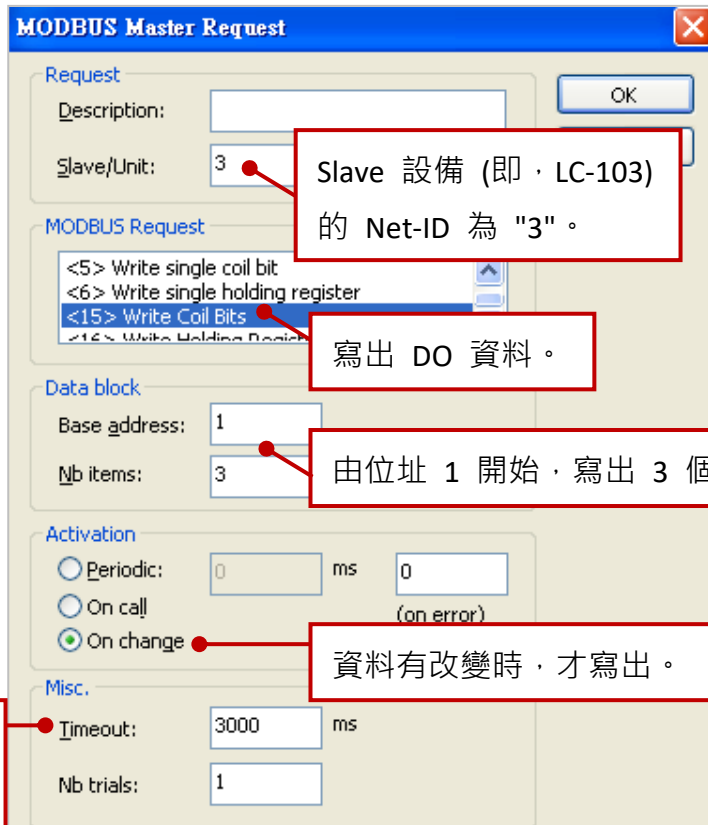 MODBUS Master Request
Request
OK
Description:
Slave/Unit: 3
Slave 設備 (即，LC-103)
的 Net-ID 為 "3"。
MODBUS Request
<5> Write single coil bit
<6> Write single holding register
<15> Write Coil Bits
寫出 DO 資料。
Data block
Base address: 1
Nb items: 3
由位址 1 開始，寫出 3 個
Activation
Periodic: 0 ms 0
On call (on error)
On change
資料有改變時，才寫出。
Misc.
Timeout: 3000 ms
Nb trials: 1